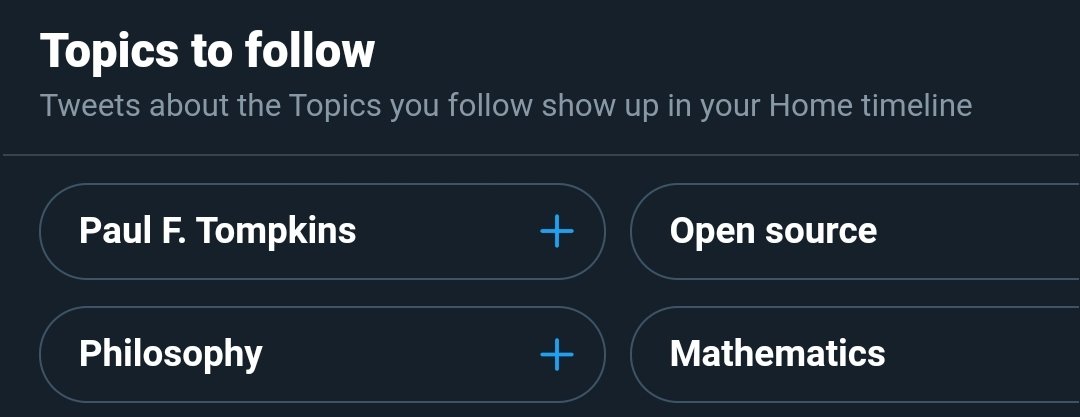 Topics to follow
Tweets about the Topics you follow show up in your Home timeline
Paul F. Tompkins
Open source
Philosophy
Mathematics